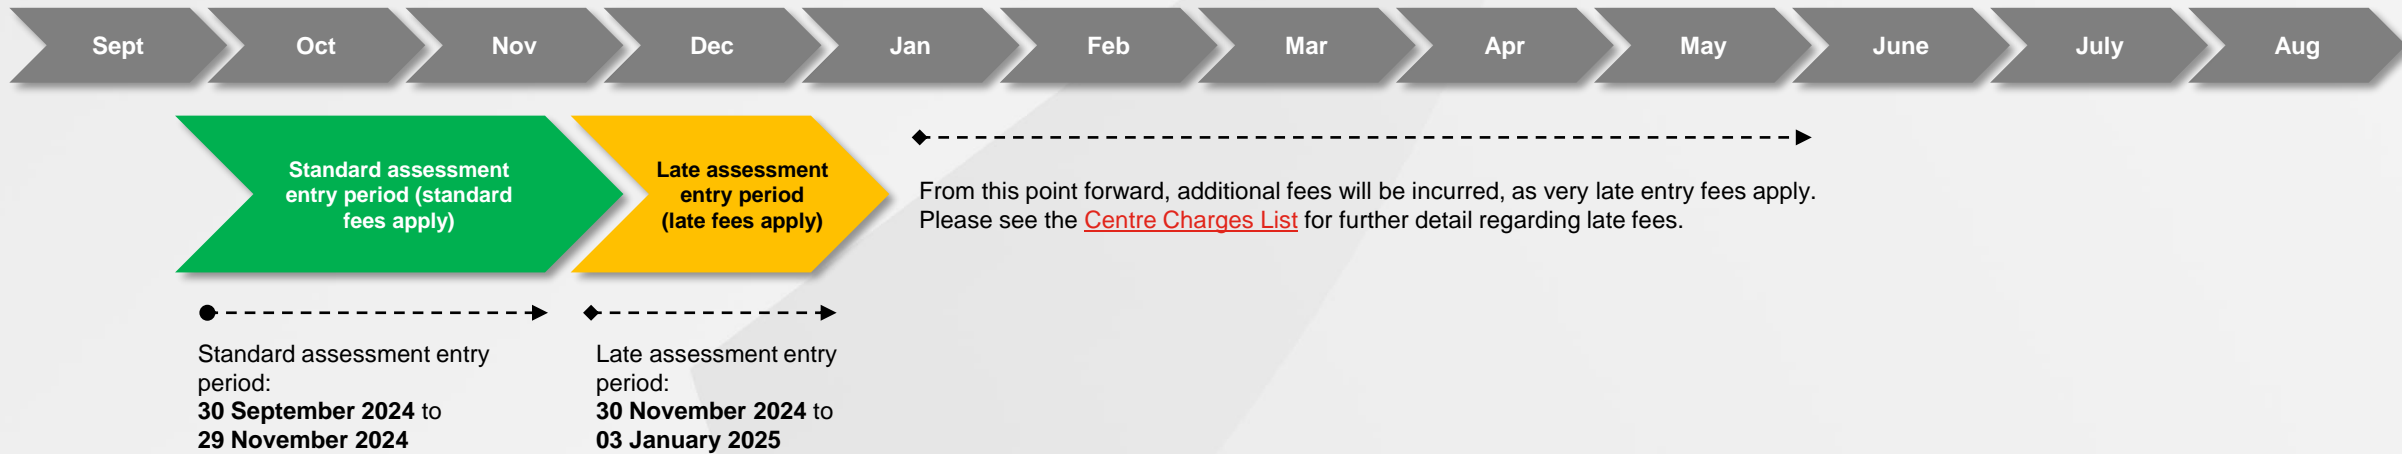 Sept
Oct
Nov
Dec
Jan
Feb
Mar
Apr
May
June
July
Aug
Standard assessment
entry period (standard
fees apply)
Late assessment
entry period
(late fees apply)
From this point forward, additional fees will be incurred, as very late entry fees apply.
Please see the Centre Charges List for further detail regarding late fees.
Standard assessment entry
period:
30 September 2024 to
29 November 2024
Late assessment entry
period:
30 November 2024 to
03 January 2025